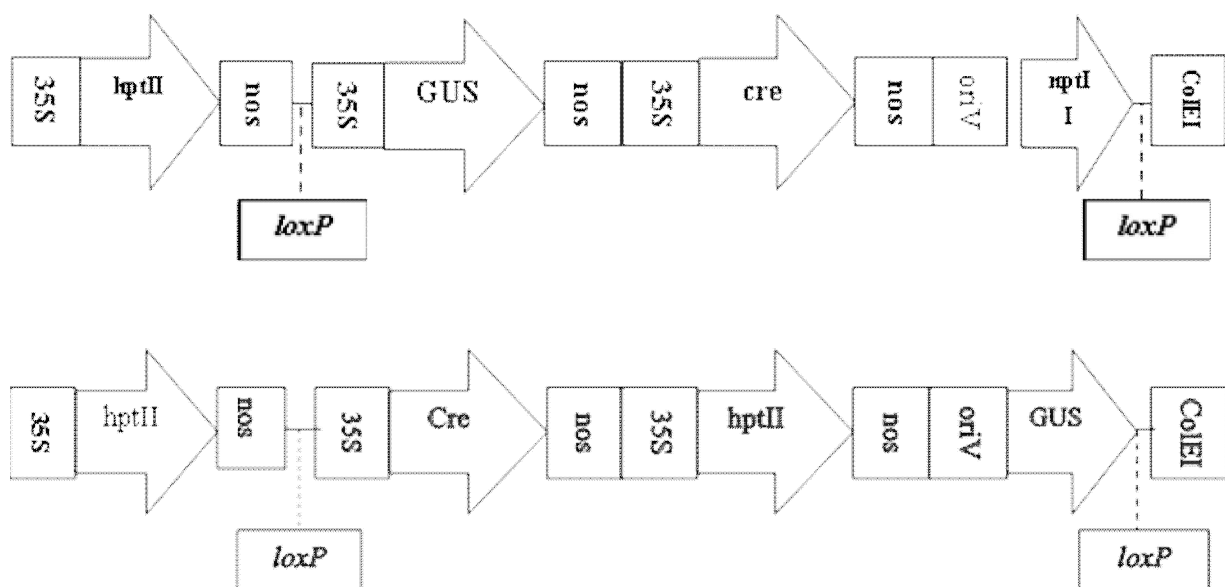 35S hptII nos 35S GUS nos 35S cre nos oriV nptI ColEI
I
loxP loxP
35S hptII nos 35S Cre nos 35S hptII nos oriV GUS ColEI
loxP loxP